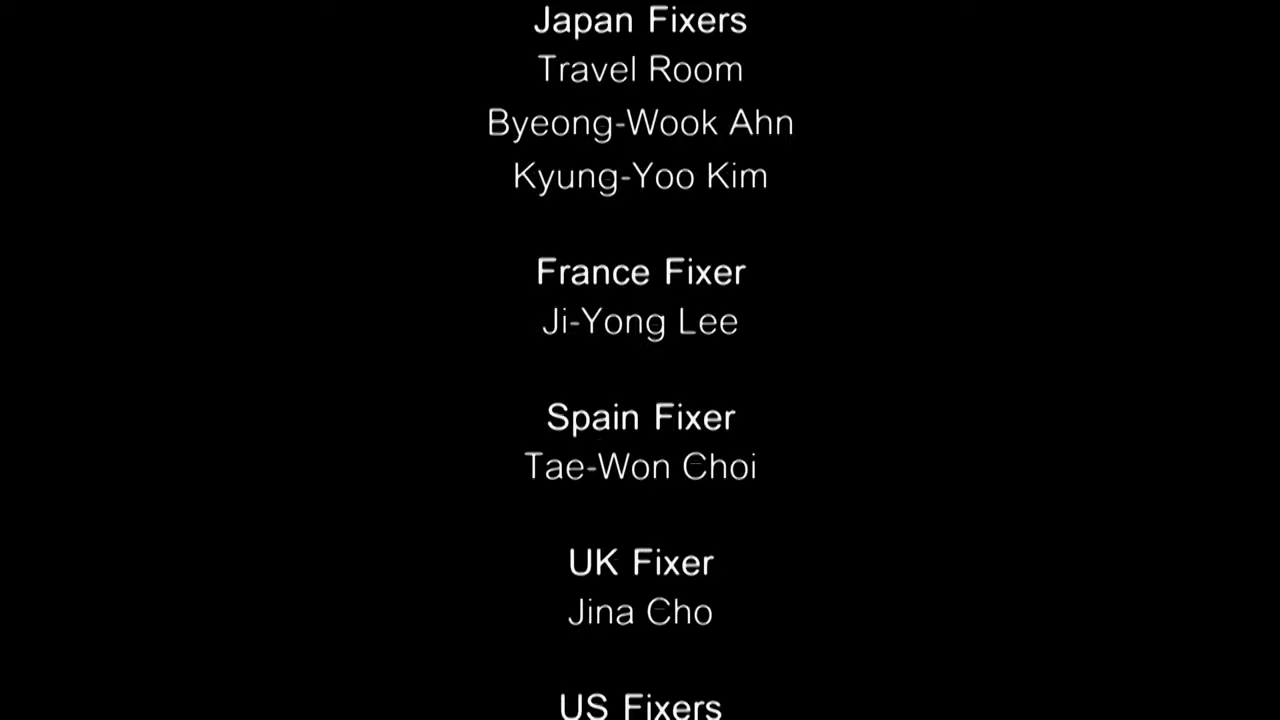 Japan Fixers
Travel Room
Byeong-Wook Ahn
Kyung-Yoo Kim
France Fixer
Ji-Yong Lee
Spain Fixer
Tae-Won Choi
UK Fixer
Jina Cho
US Fixers